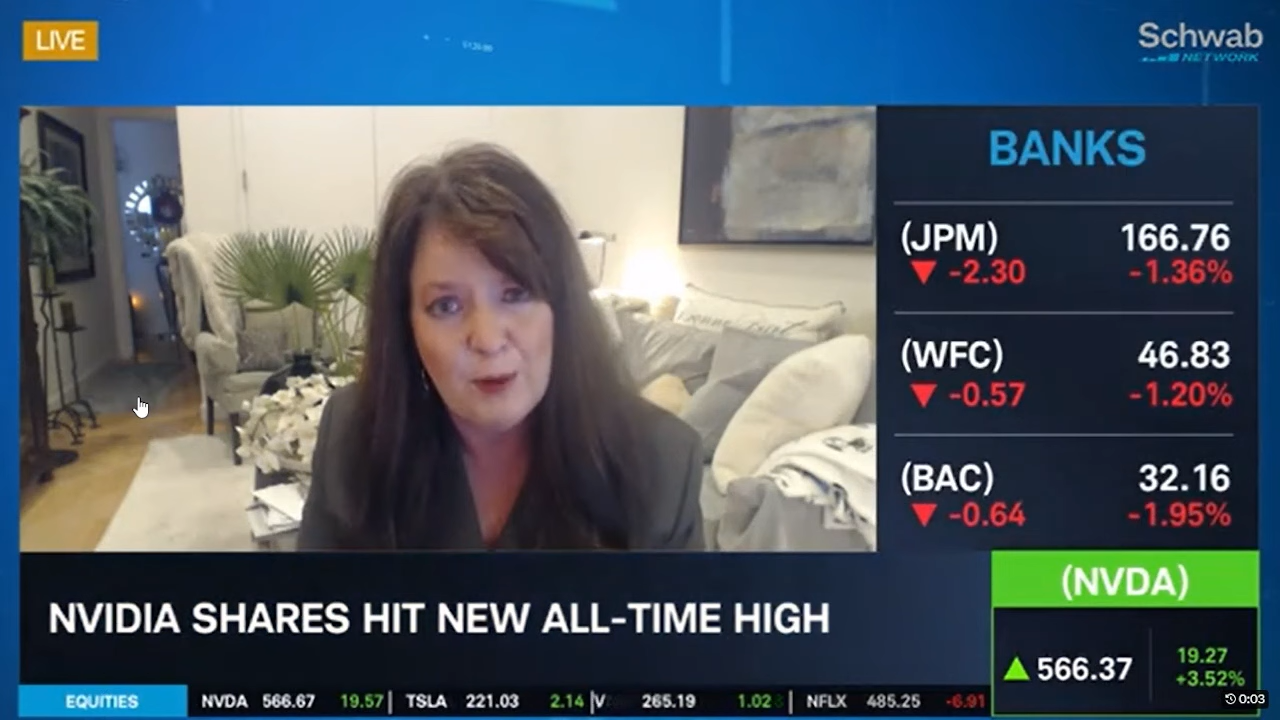 LIVE
Schwab
NETWORK
BANKS
(JPM) 166.76
▼ -2.30 -1.36%
(WFC) 46.83
▼ -0.57 -1.20%
(BAC) 32.16
▼ -0.64 -1.95%
NVIDIA SHARES HIT NEW ALL-TIME HIGH
(NVDA)
▲ 566.37
19.27
+3.52%
EQUITIES NVDA 566.67 19.57 TSLA 221.03 2.14 V 265.19 1.02 NFLX 485.25 -6.91
0:03